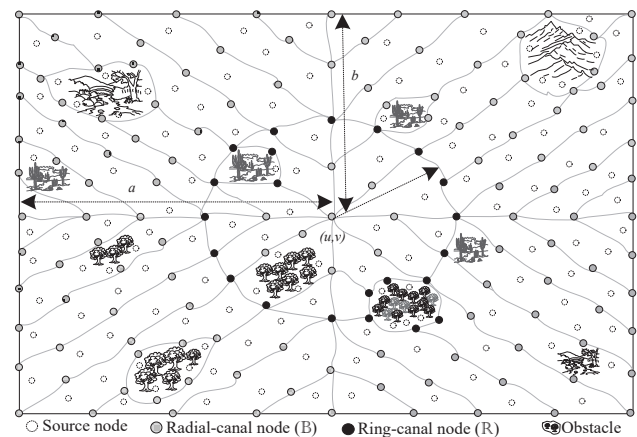 b
a
(u,v)
Source node Radial-canal node (B) Ring-canal node (R) Obstacle